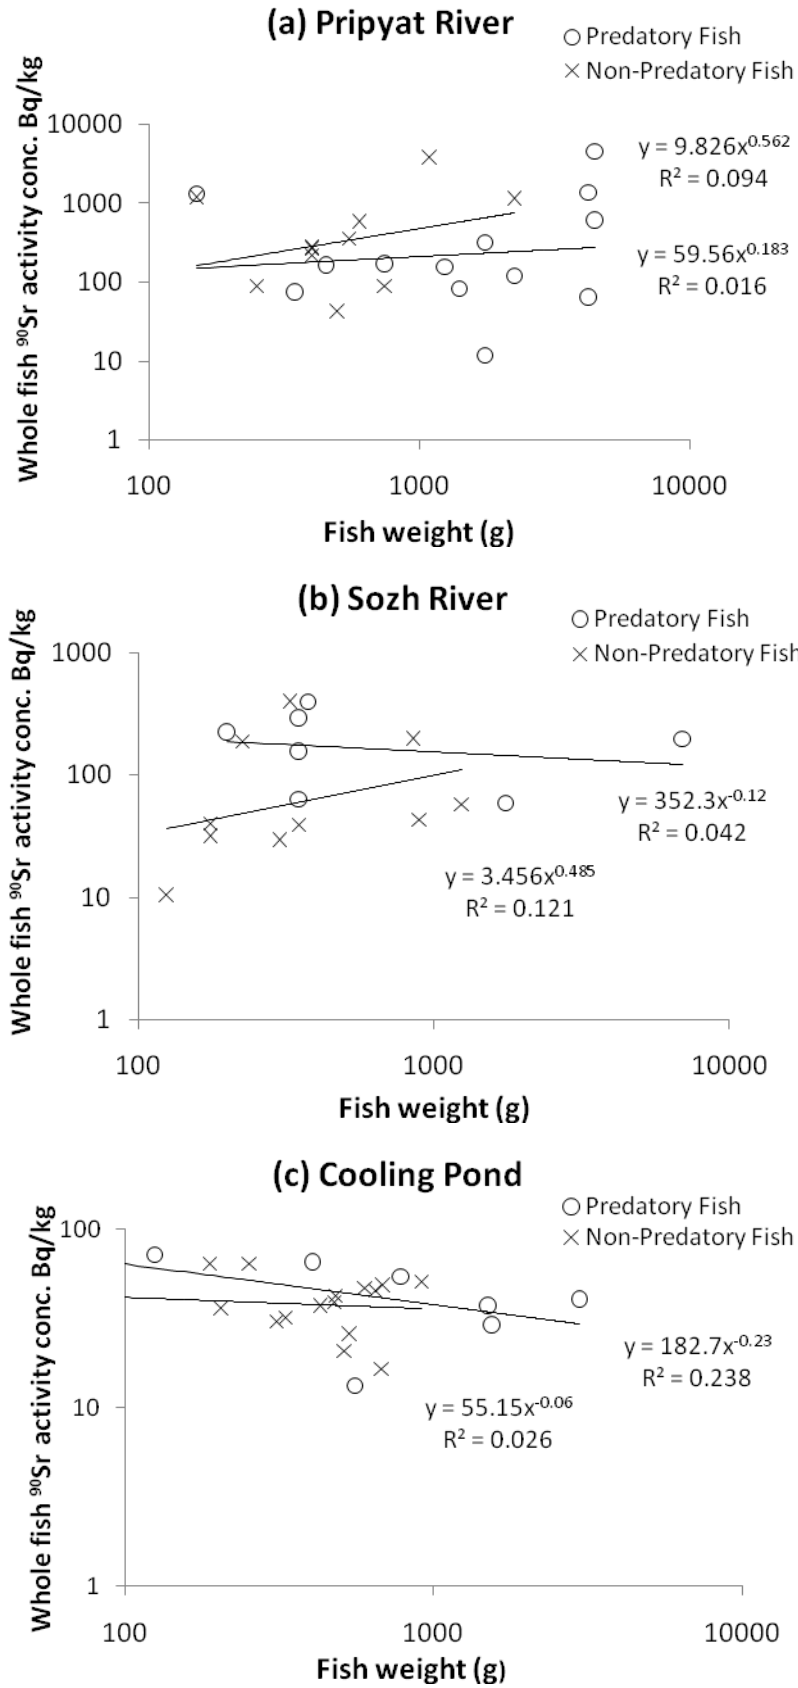 (a) Pripyat River
Predatory Fish
Non-Predatory Fish
Whole fish ⁹⁰Sr activity conc. Bq/kg
10000
1000
100
10
1
y = 9.826x^0.562
R² = 0.094
y = 59.56x^0.183
R² = 0.016
100 1000 10000
Fish weight (g)
(b) Sozh River
Predatory Fish
Non-Predatory Fish
Whole fish ⁹⁰Sr activity conc. Bq/kg
1000
100
10
1
y = 352.3x^-0.12
R² = 0.042
y = 3.456x^0.485
R² = 0.121
100 1000 10000
Fish weight (g)
(c) Cooling Pond
Predatory Fish
Non-Predatory Fish
Whole fish ⁹⁰Sr activity conc. Bq/kg
100
10
1
y = 182.7x^-0.23
R² = 0.238
y = 55.15x^-0.06
R² = 0.026
100 1000 10000
Fish weight (g)